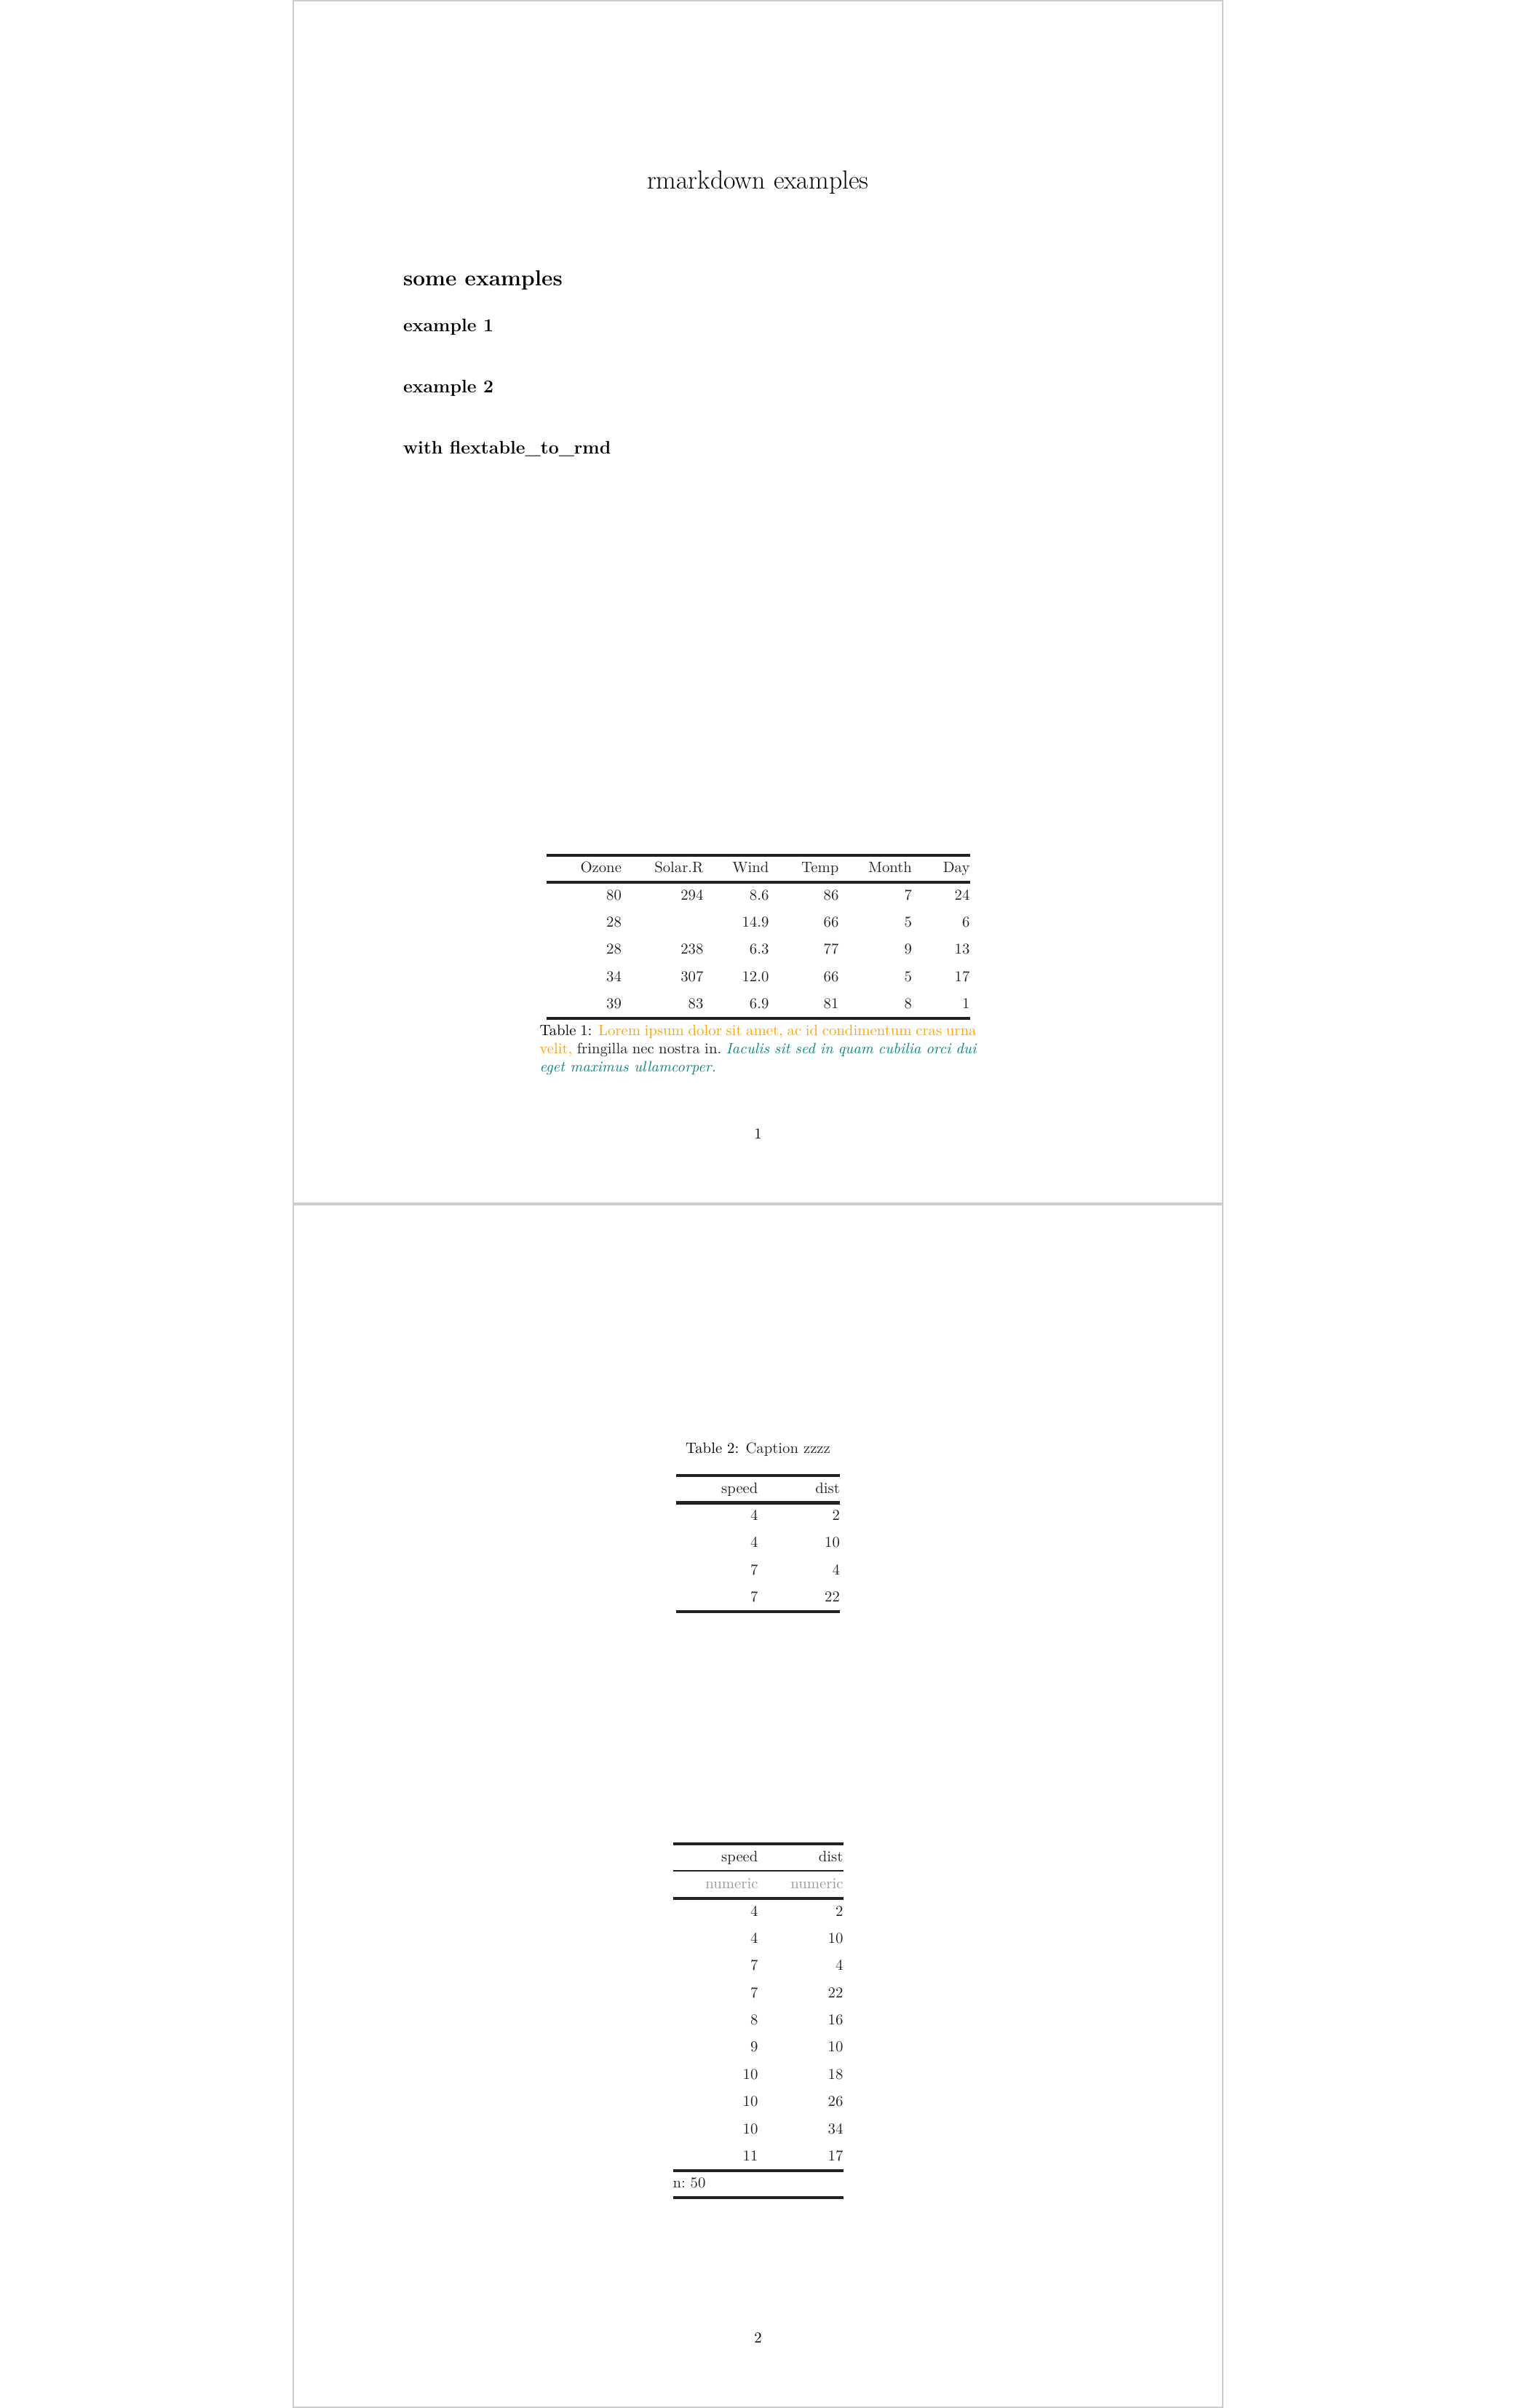 rmarkdown examples
some examples
example 1
example 2
with flextable_to_rmd
Ozone Solar.R Wind Temp Month Day
80 294 8.6 86 7 24
28 14.9 66 5 6
28 238 6.3 77 9 13
34 307 12.0 66 5 17
39 83 6.9 81 8 1
Table 1: Lorem ipsum dolor sit amet, ac id condimentum cras urna
velit, fringilla nec nostra in. Iaculis sit sed in quam cubilia orci dui
eget maximus ullamcorper.
1
Table 2: Caption zzzz
speed dist
4 2
4 10
7 4
7 22
speed dist
numeric numeric
4 2
4 10
7 4
7 22
8 16
9 10
10 18
10 26
10 34
11 17
n: 50
2